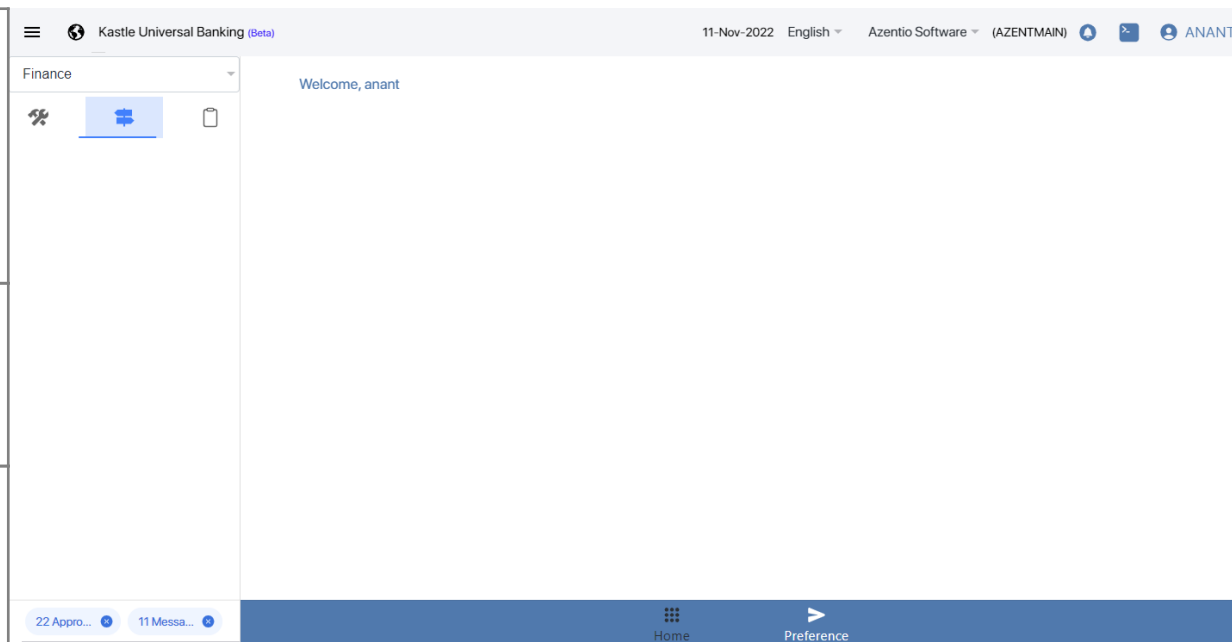 Kastle Universal Banking (Beta)
11-Nov-2022 English Azentio Software (AZENTMAIN) ANANT
Finance
Welcome, anant
22 Appro... 11 Messa...
Home Preference